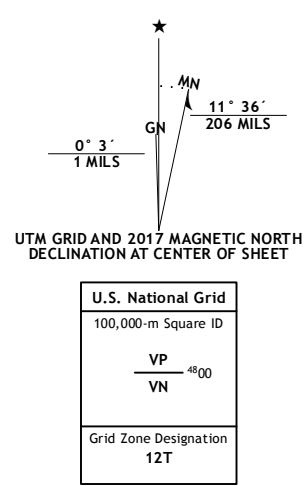 ★
MN
11° 36´
206 MILS
GN
0° 3´
1 MILS
UTM GRID AND 2017 MAGNETIC NORTH
DECLINATION AT CENTER OF SHEET
U.S. National Grid
100,000-m Square ID
VP
⁴⁸00
VN
Grid Zone Designation
12T